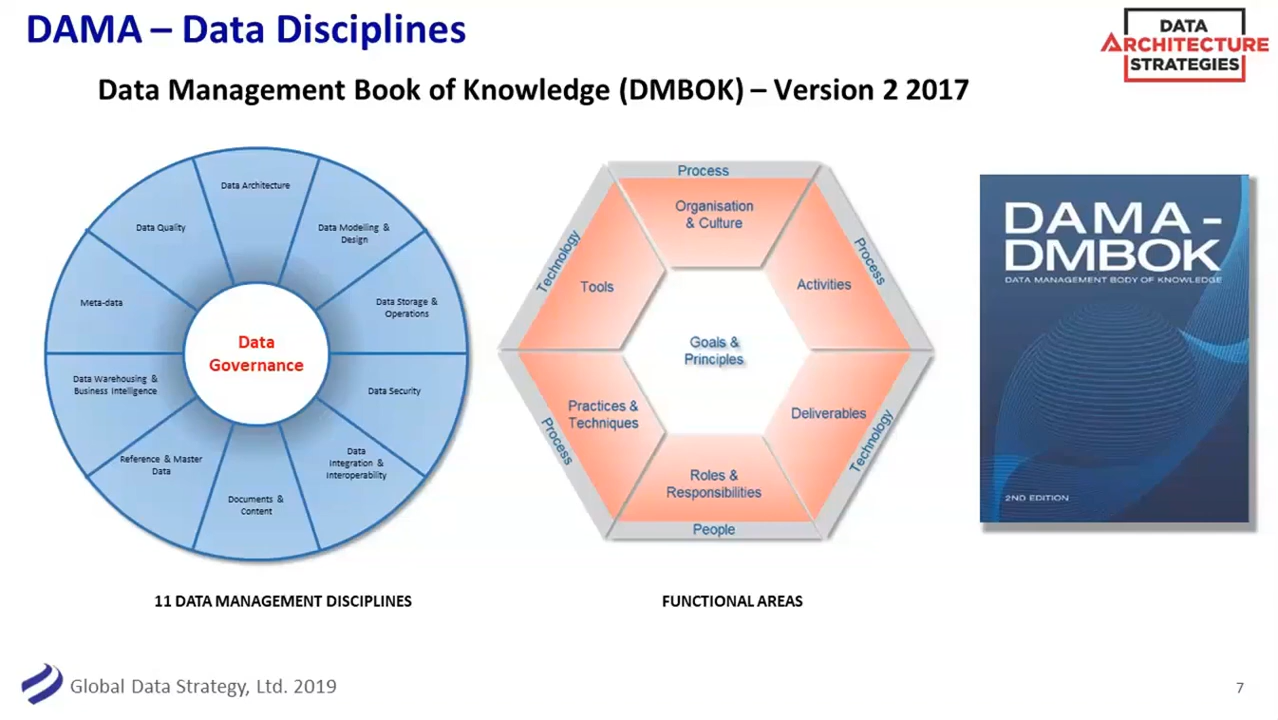 DAMA – Data Disciplines
DATA
ARCHITECTURE
STRATEGIES
Data Management Book of Knowledge (DMBOK) – Version 2 2017
Data Architecture
Data Modelling &
Design
Data Storage &
Operations
Data Security
Data
Integration &
Interoperability
Documents &
Content
Reference & Master
Data
Data Warehousing &
Business Intelligence
Meta-data
Data Quality
Data
Governance
11 DATA MANAGEMENT DISCIPLINES
Process
Organisation
& Culture
Process
Activities
Technology
Deliverables
People
Roles &
Responsibilities
Process
Practices &
Techniques
Technology
Tools
Goals &
Principles
FUNCTIONAL AREAS
DAMA-
DMBOK
DATA MANAGEMENT BODY OF KNOWLEDGE
2ND EDITION
Global Data Strategy, Ltd. 2019
7